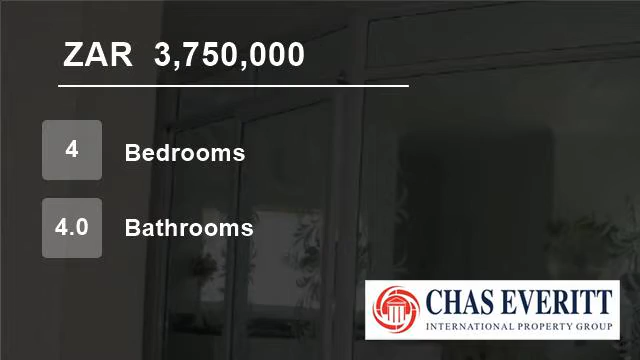 ZAR 3,750,000
4 Bedrooms
4.0 Bathrooms
CHAS EVERITT
INTERNATIONAL PROPERTY GROUP